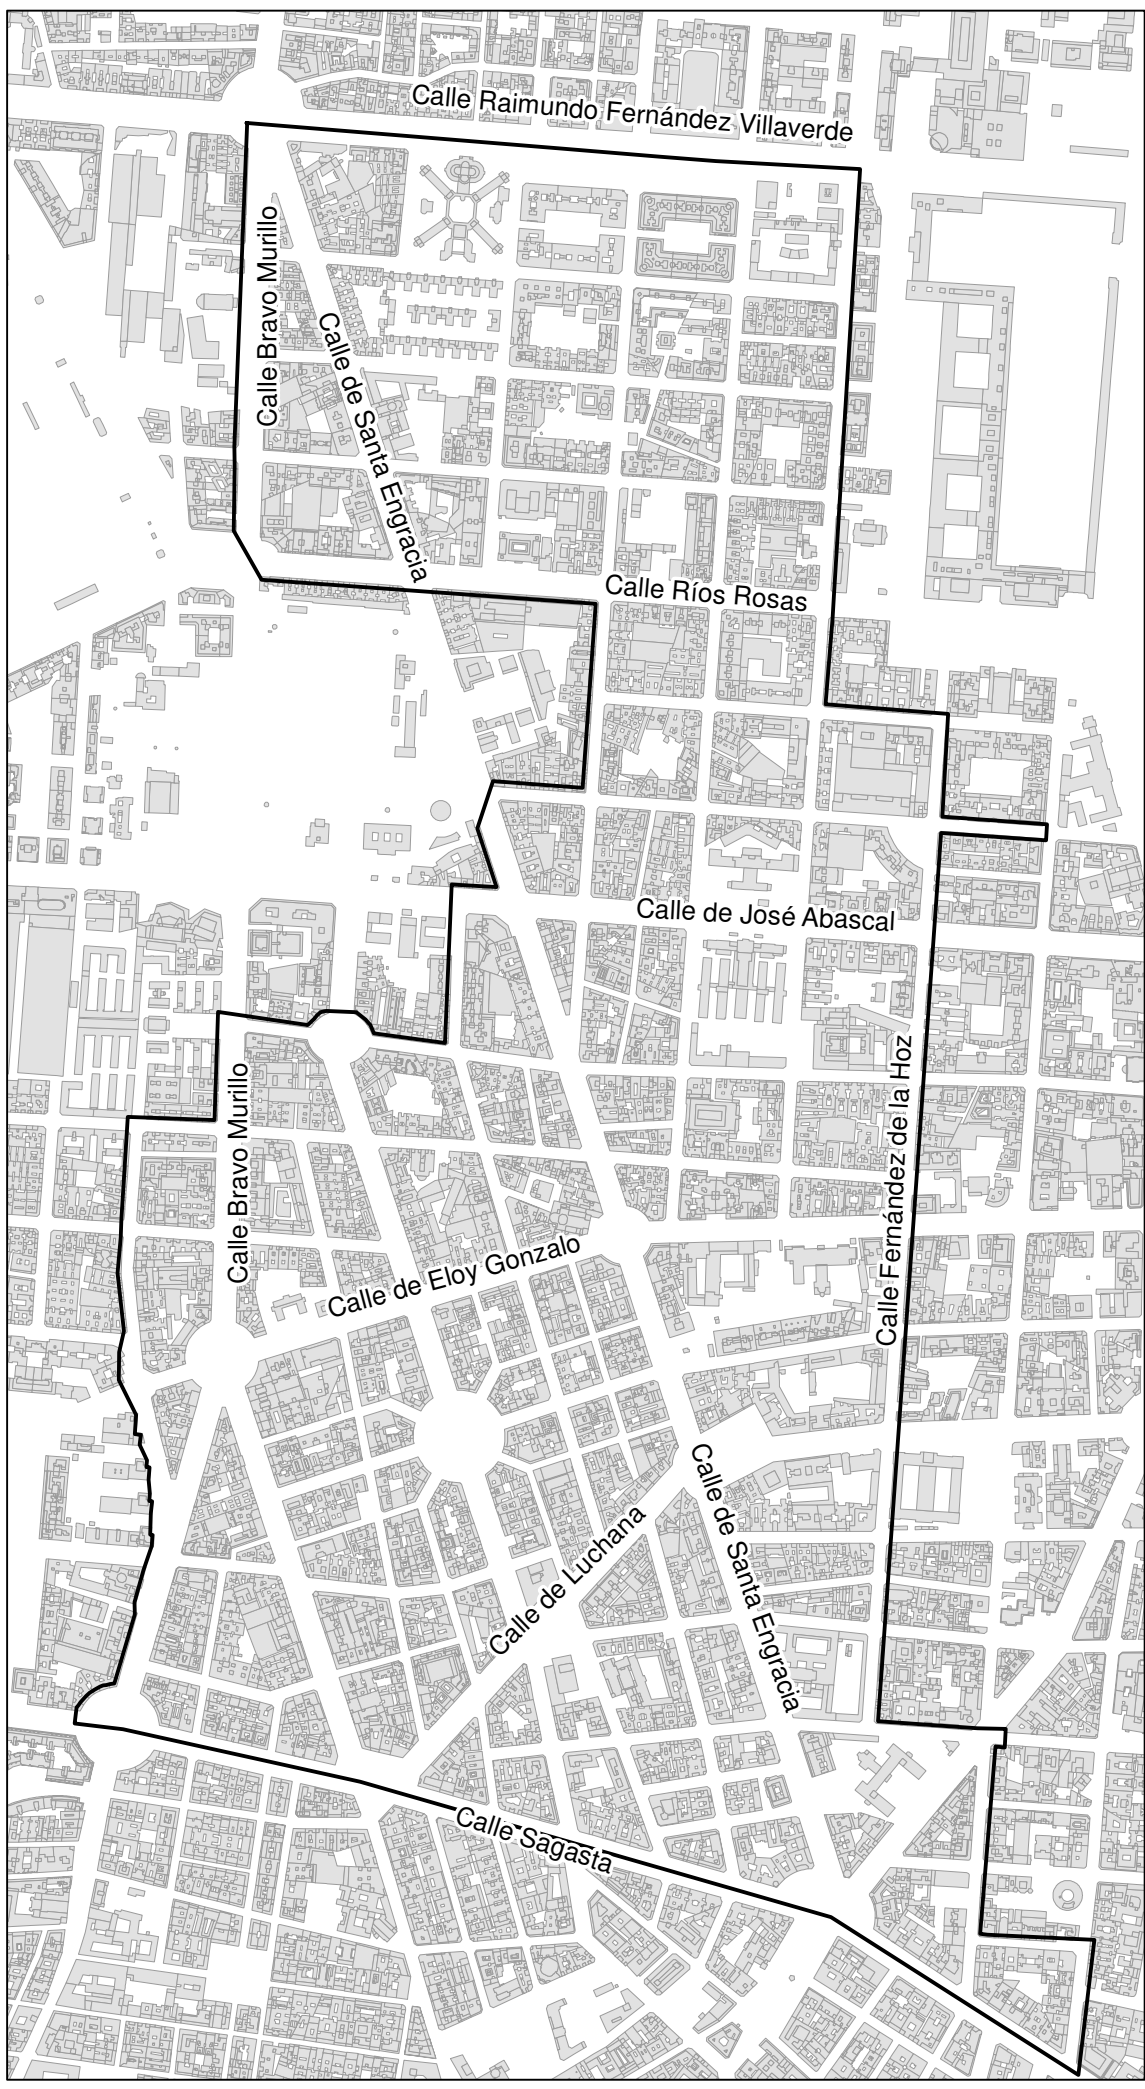 Calle Raimundo Fernández Villaverde
Calle Bravo Murillo
Calle de Santa Engracia
Calle Ríos Rosas
Calle de José Abascal
Calle Bravo Murillo
Calle Fernández de la Hoz
Calle de Eloy Gonzalo
Calle de Luchana
Calle de Santa Engracia
Calle Sagasta